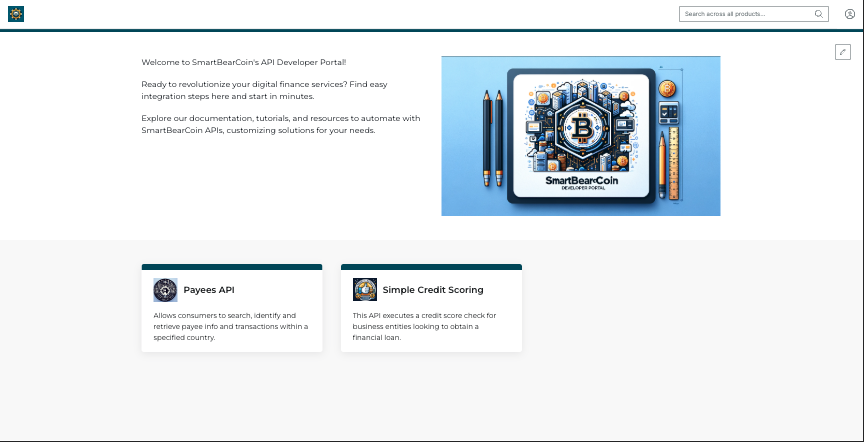 Search across all products...
Welcome to SmartBearCoin's API Developer Portal!
Ready to revolutionize your digital finance services? Find easy
integration steps here and start in minutes.
Explore our documentation, tutorials, and resources to automate with
SmartBearCoin APIs, customizing solutions for your needs.
SmartBearCoin
DEVELOPER PORTAL
Payees API
Allows consumers to search, identify and
retrieve payee info and transactions within a
specified country.
Simple Credit Scoring
This API executes a credit score check for
business entities looking to obtain a
financial loan.